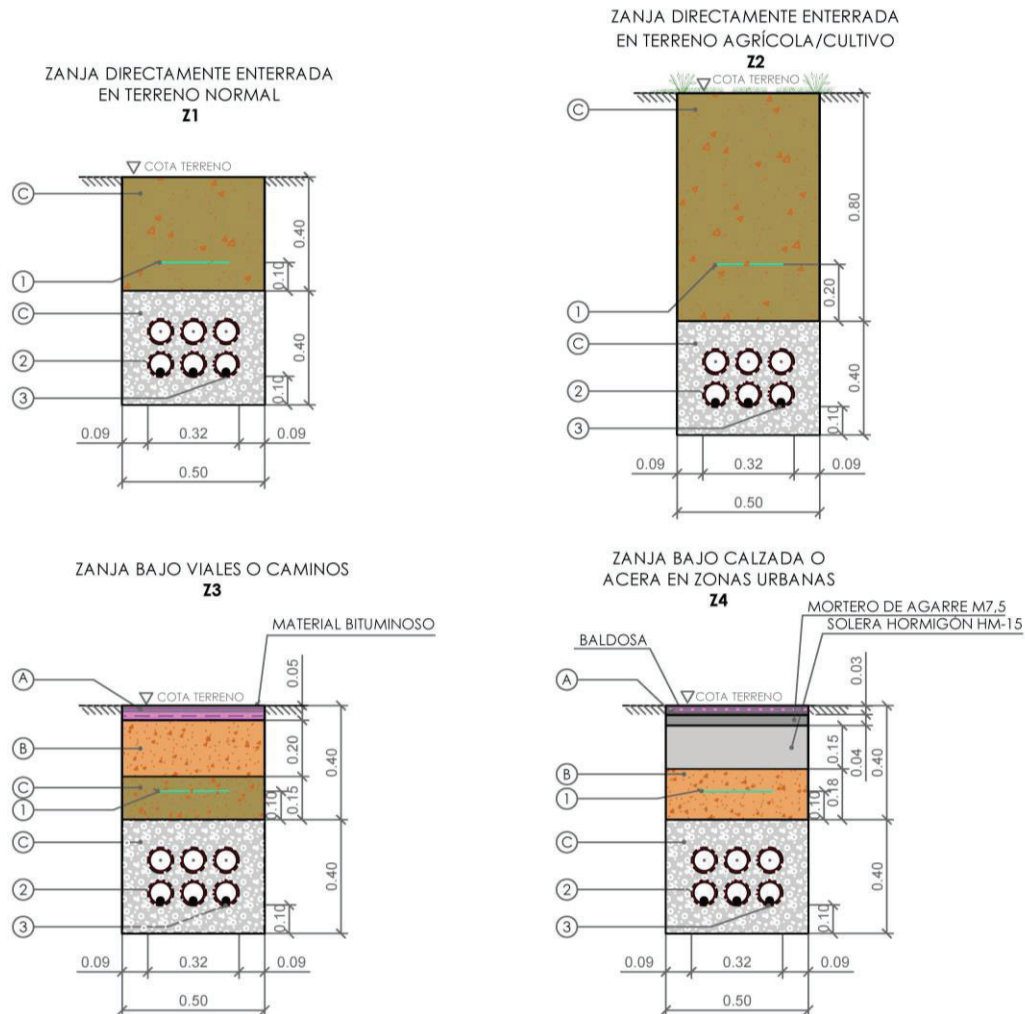 ZANJA DIRECTAMENTE ENTERRADA
EN TERRENO NORMAL
Z1
COTA TERRENO
C
1
C
2
3
0.40
0.10
0.40
0.10
0.09
0.32
0.09
0.50
ZANJA DIRECTAMENTE ENTERRADA
EN TERRENO AGRÍCOLA/CULTIVO
Z2
COTA TERRENO
C
1
C
2
3
0.80
0.20
0.40
0.10
0.09
0.32
0.09
0.50
ZANJA BAJO VIALES O CAMINOS
Z3
MATERIAL BITUMINOSO
COTA TERRENO
A
B
C
1
C
2
3
0.05
0.20
0.40
0.10
0.15
0.40
0.10
0.09
0.32
0.09
0.50
ZANJA BAJO CALZADA O
ACERA EN ZONAS URBANAS
Z4
MORTERO DE AGARRE M7,5
SOLERA HORMIGÓN HM-15
BALDOSA
COTA TERRENO
A
B
1
C
2
3
0.03
0.15
0.04
0.40
0.10
0.18
0.40
0.10
0.09
0.32
0.09
0.50